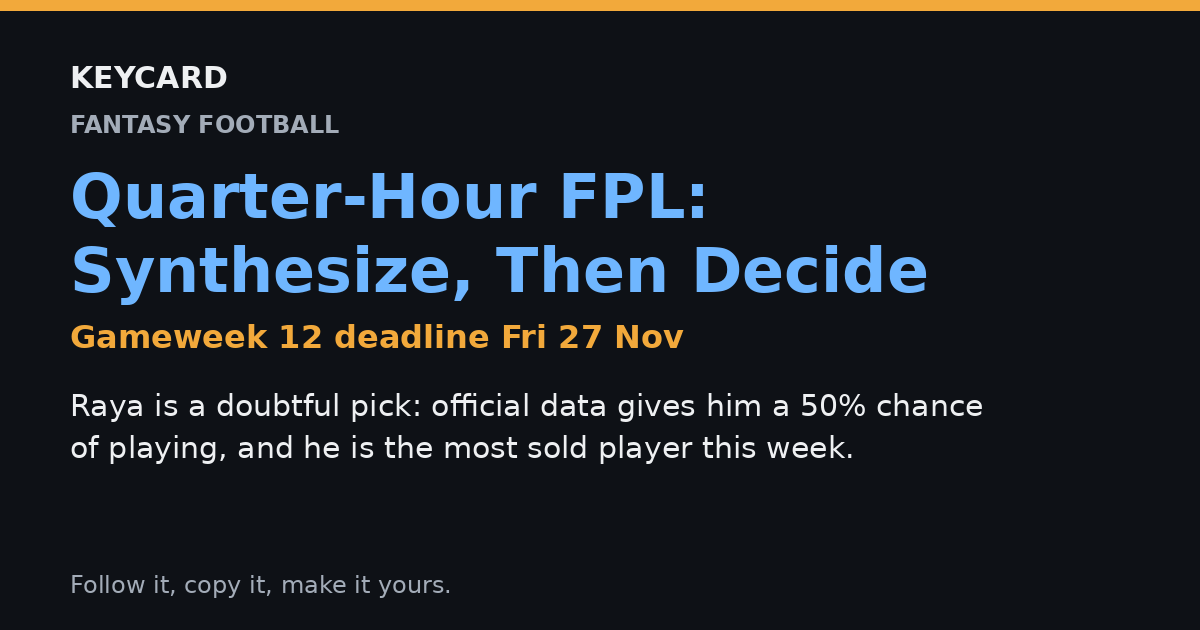 KEYCARD
FANTASY FOOTBALL
Quarter-Hour FPL:
Synthesize, Then Decide
Gameweek 12 deadline Fri 27 Nov
Raya is a doubtful pick: official data gives him a 50% chance
of playing, and he is the most sold player this week.
Follow it, copy it, make it yours.